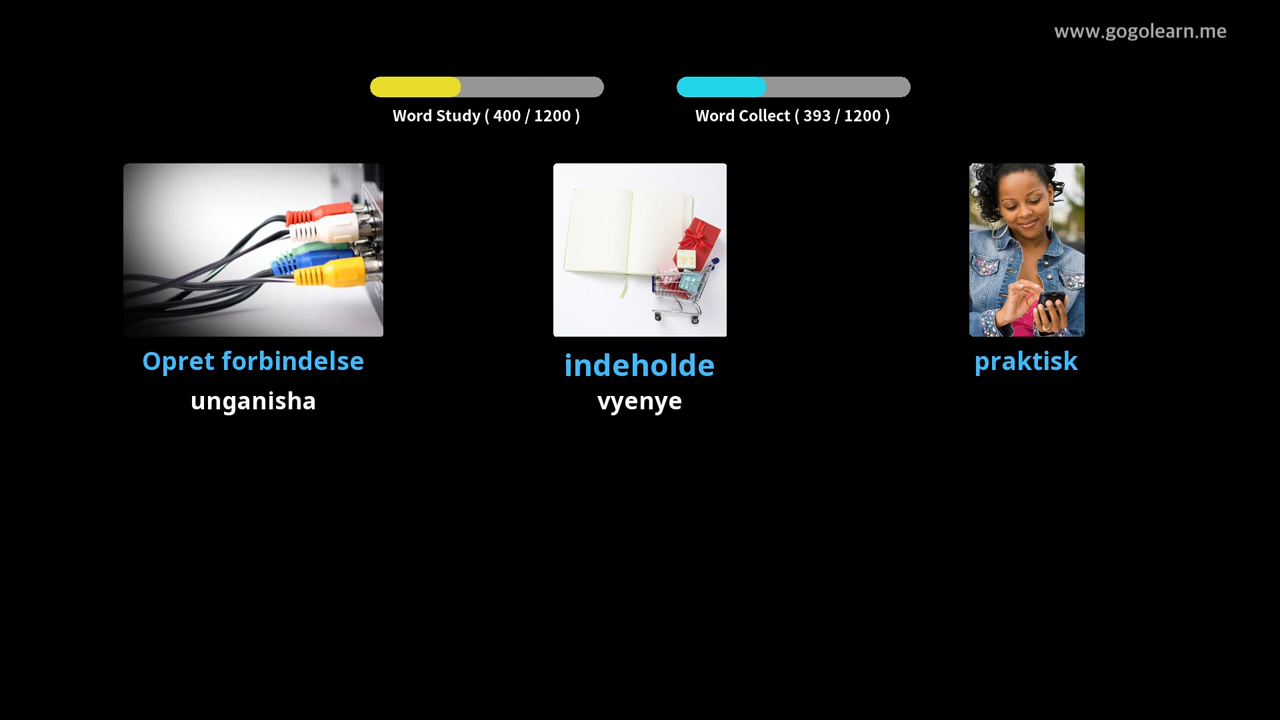 www.gogolearn.me
Word Study ( 400 / 1200 )
Word Collect ( 393 / 1200 )
Opret forbindelse
unganisha
indeholde
vyenye
praktisk